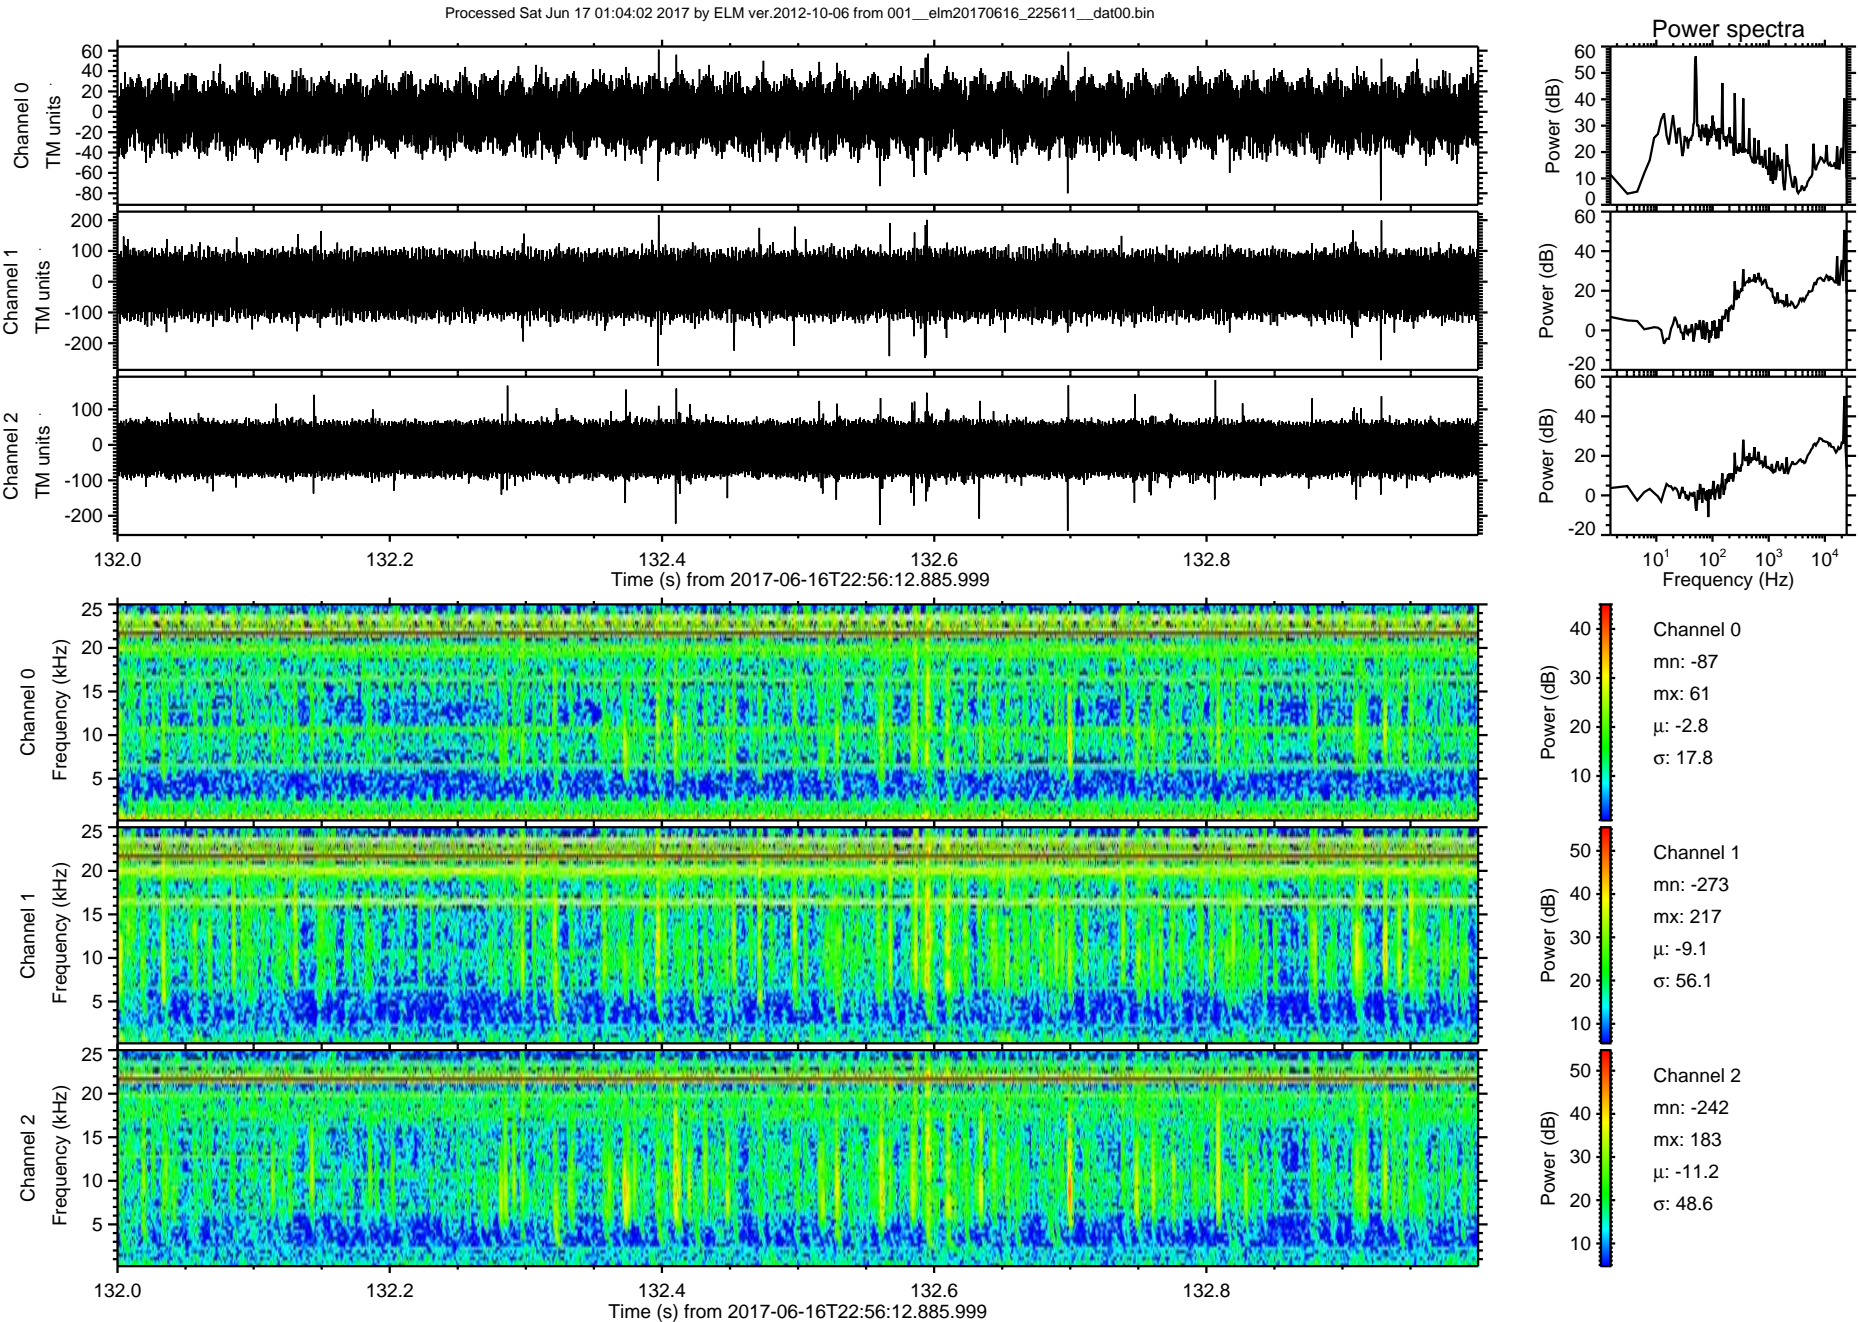 Processed Sat Jun 17 01:04:02 2017 by ELM ver.2012-10-06 from 001__elm20170616_225611__dat00.bin
Power spectra
Channel 0
TM units
60
40
20
0
-20
-40
-60
-80
Power (dB)
60
50
40
30
20
10
0
Channel 1
TM units
200
100
0
-100
-200
Power (dB)
60
40
20
0
-20
Channel 2
TM units
100
0
-100
-200
Power (dB)
60
40
20
0
-20
132.0 132.2 132.4 132.6 132.8
Time (s) from 2017-06-16T22:56:12.885.999
10^1 10^2 10^3 10^4
Frequency (Hz)
Channel 0
Frequency (kHz)
25
20
15
10
5
Power (dB)
40
30
20
10
Channel 0
mn: -87
mx: 61
μ: -2.8
σ: 17.8
Channel 1
Frequency (kHz)
25
20
15
10
5
Power (dB)
50
40
30
20
10
Channel 1
mn: -273
mx: 217
μ: -9.1
σ: 56.1
Channel 2
Frequency (kHz)
25
20
15
10
5
Power (dB)
50
40
30
20
10
Channel 2
mn: -242
mx: 183
μ: -11.2
σ: 48.6
132.0 132.2 132.4 132.6 132.8
Time (s) from 2017-06-16T22:56:12.885.999